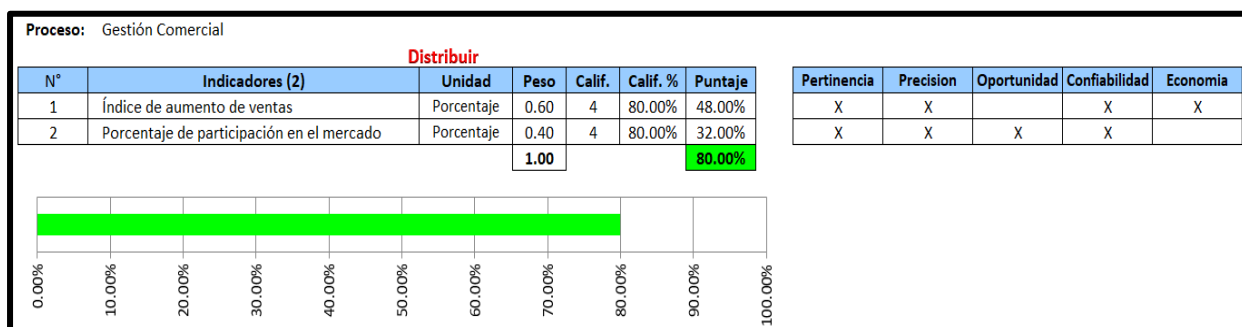 Proceso: Gestión Comercial
Distribuir
N° Indicadores (2) Unidad Peso Calif. Calif. % Puntaje Pertinencia Precision Oportunidad Confiabilidad Economia
1 Índice de aumento de ventas Porcentaje 0.60 4 80.00% 48.00% X X X X
2 Porcentaje de participación en el mercado Porcentaje 0.40 4 80.00% 32.00% X X X X
1.00 80.00%
0.00% 10.00% 20.00% 30.00% 40.00% 50.00% 60.00% 70.00% 80.00% 90.00% 100.00%